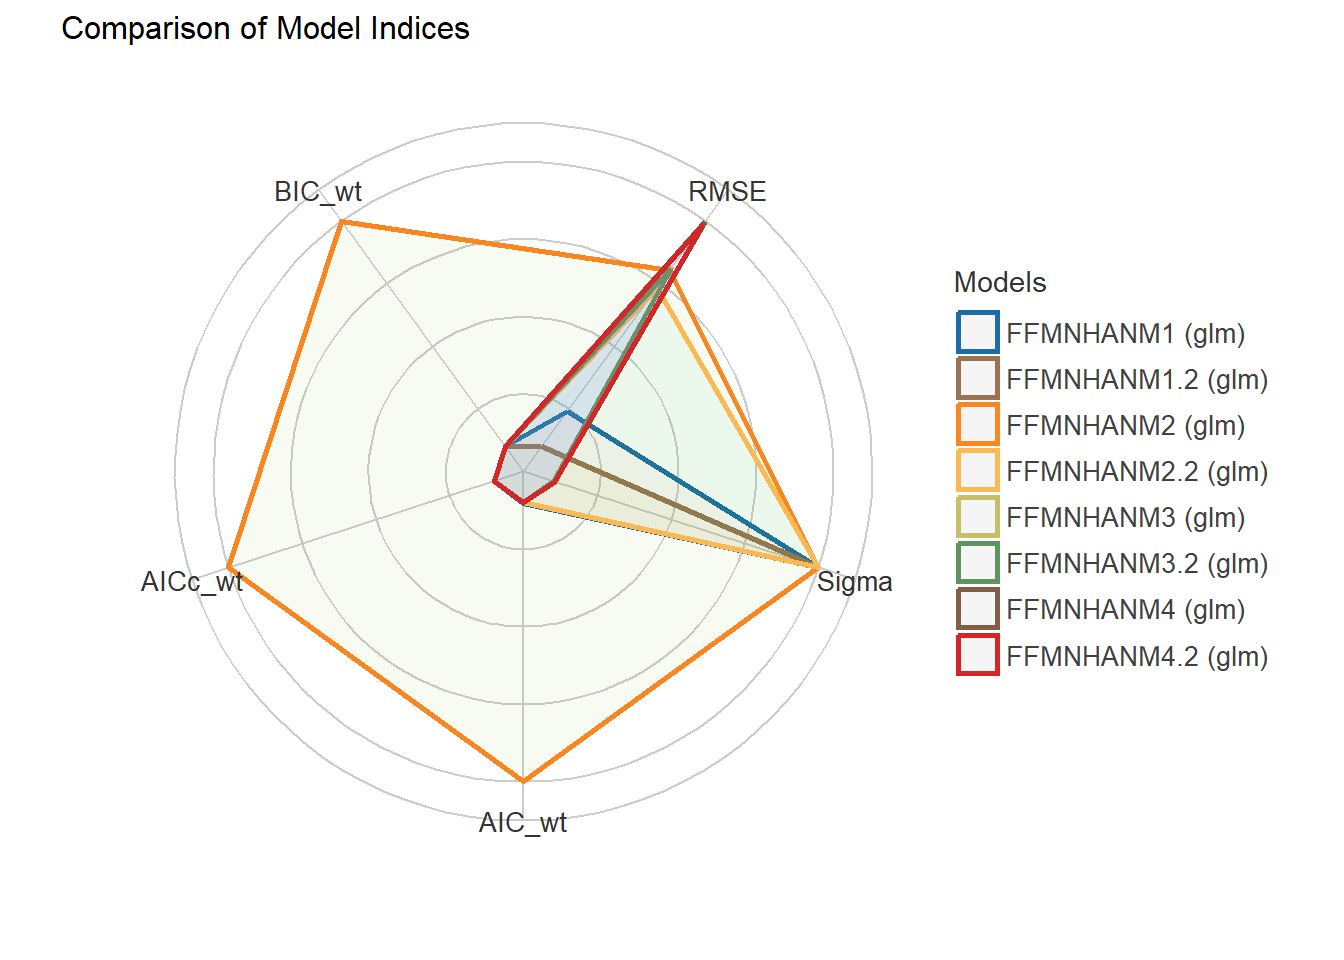 Comparison of Model Indices
BIC_wt
RMSE
AICc_wt
Sigma
AIC_wt
Models
FFMNHANM1 (glm)
FFMNHANM1.2 (glm)
FFMNHANM2 (glm)
FFMNHANM2.2 (glm)
FFMNHANM3 (glm)
FFMNHANM3.2 (glm)
FFMNHANM4 (glm)
FFMNHANM4.2 (glm)